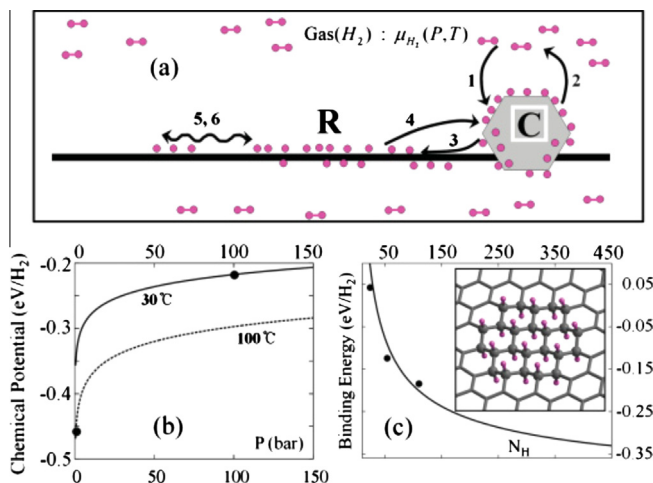 Gas(H₂) : μ_H₂(P,T)
(a)
1
2
5, 6
R
4
C
3
0 50 100 150
50 150 250 350 450
-0.2
-0.3
-0.4
-0.5
Chemical Potential (eV/H₂)
30℃
100℃
(b)
P (bar)
0 50 100 150
Binding Energy (eV/H₂)
0.05
-0.05
-0.15
-0.25
-0.35
(c)
N_H